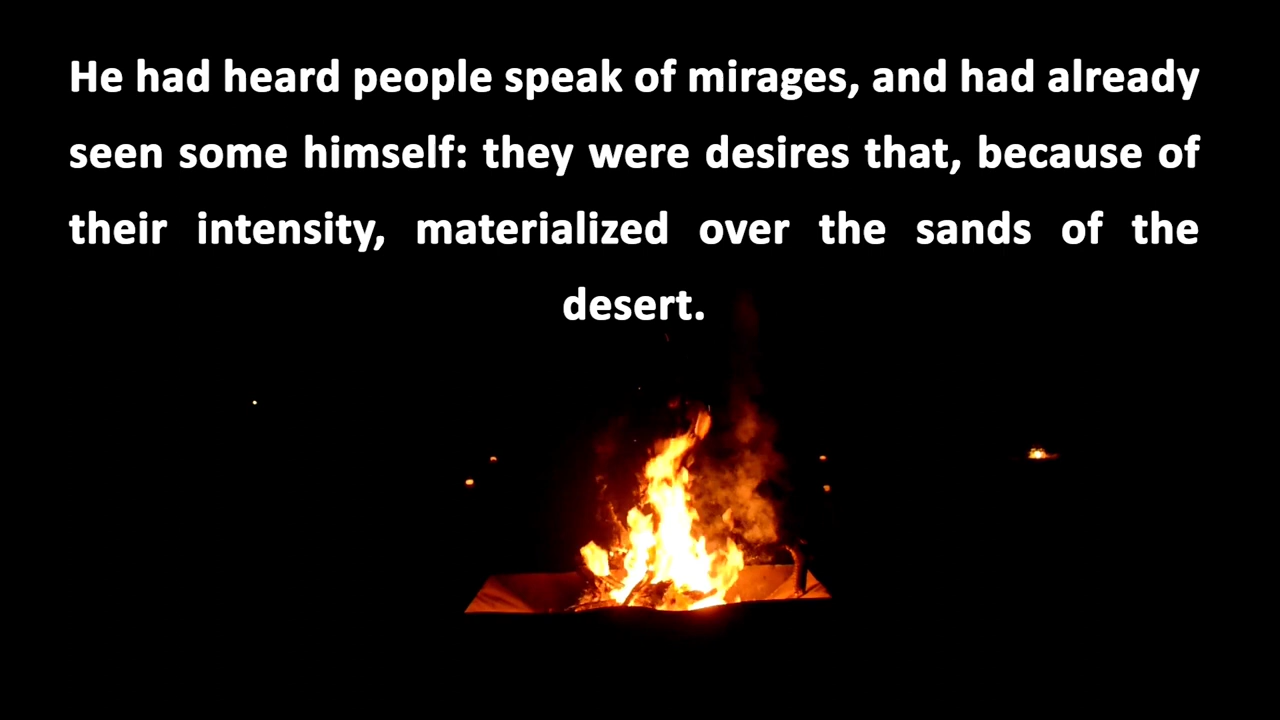 He had heard people speak of mirages, and had already
seen some himself: they were desires that, because of
their intensity, materialized over the sands of the
desert.